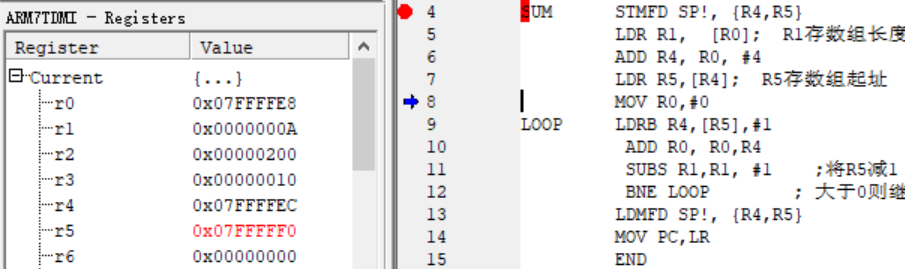 ARM7TDMI - Registers
Register Value
Current {...}
r0 0x07FFFFE8
r1 0x0000000A
r2 0x00000200
r3 0x00000010
r4 0x07FFFFEC
r5 0x07FFFFF0
r6 0x00000000
4 SUM STMFD SP!, {R4,R5}
5 LDR R1, [R0]; R1存数组长度
6 ADD R4, R0, #4
7 LDR R5,[R4]; R5存数组起址
8 MOV R0,#0
9 LOOP LDRB R4,[R5],#1
10 ADD R0, R0,R4
11 SUBS R1,R1, #1 ;将R5减1
12 BNE LOOP ; 大于0则继
13 LDMFD SP!, {R4,R5}
14 MOV PC,LR
15 END